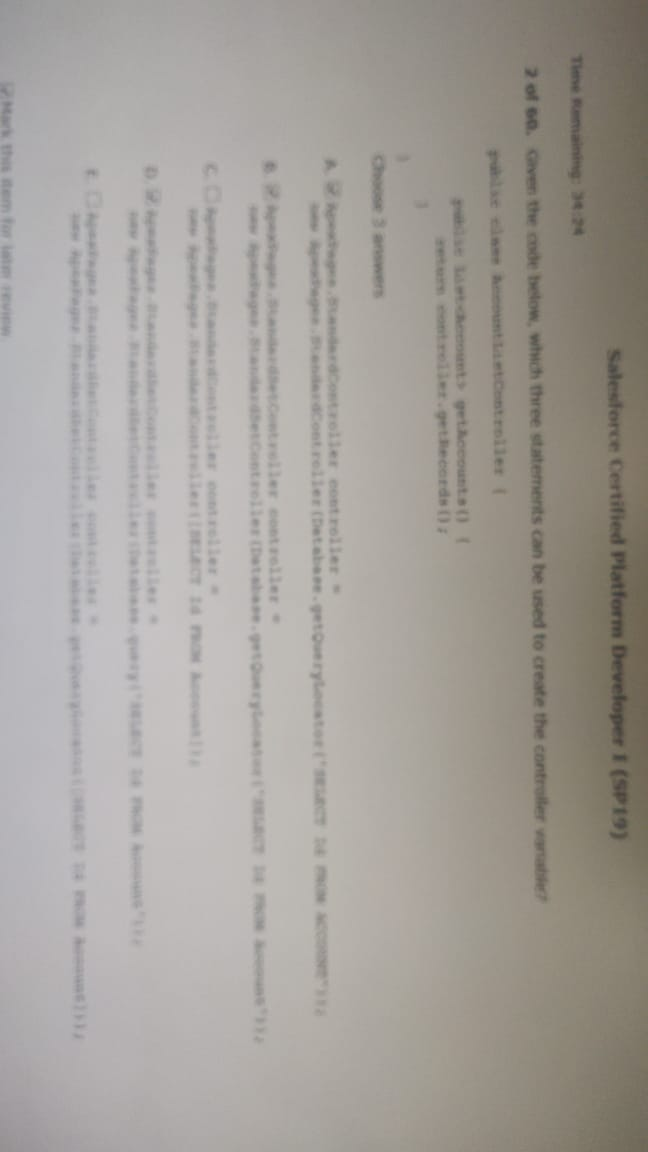 Salesforce Certified Platform Developer I (SP19)
Time Remaining: 34:24
2 of 60. Given the code below, which three statements can be used to create the controller variable?
public class AccountListController {
public List<Account> getAccounts() {
return controller.getRecords();
}
}
Choose 3 answers
A. ApexPages.StandardController controller =
new ApexPages.StandardController(Database.getQueryLocator('SELECT Id FROM ACCOUNT'));
B. ApexPages.StandardSetController controller =
new ApexPages.StandardSetController(Database.getQueryLocator('SELECT Id FROM Account'));
C. ApexPages.StandardController controller =
new ApexPages.StandardController([SELECT Id FROM Account]);
D. ApexPages.StandardSetController controller =
new ApexPages.StandardSetController(Database.query('SELECT Id FROM Account'));
E. ApexPages.StandardSetController controller =
new ApexPages.StandardSetController(Database.getQueryLocator([SELECT Id FROM Account]));
Mark this item for later review